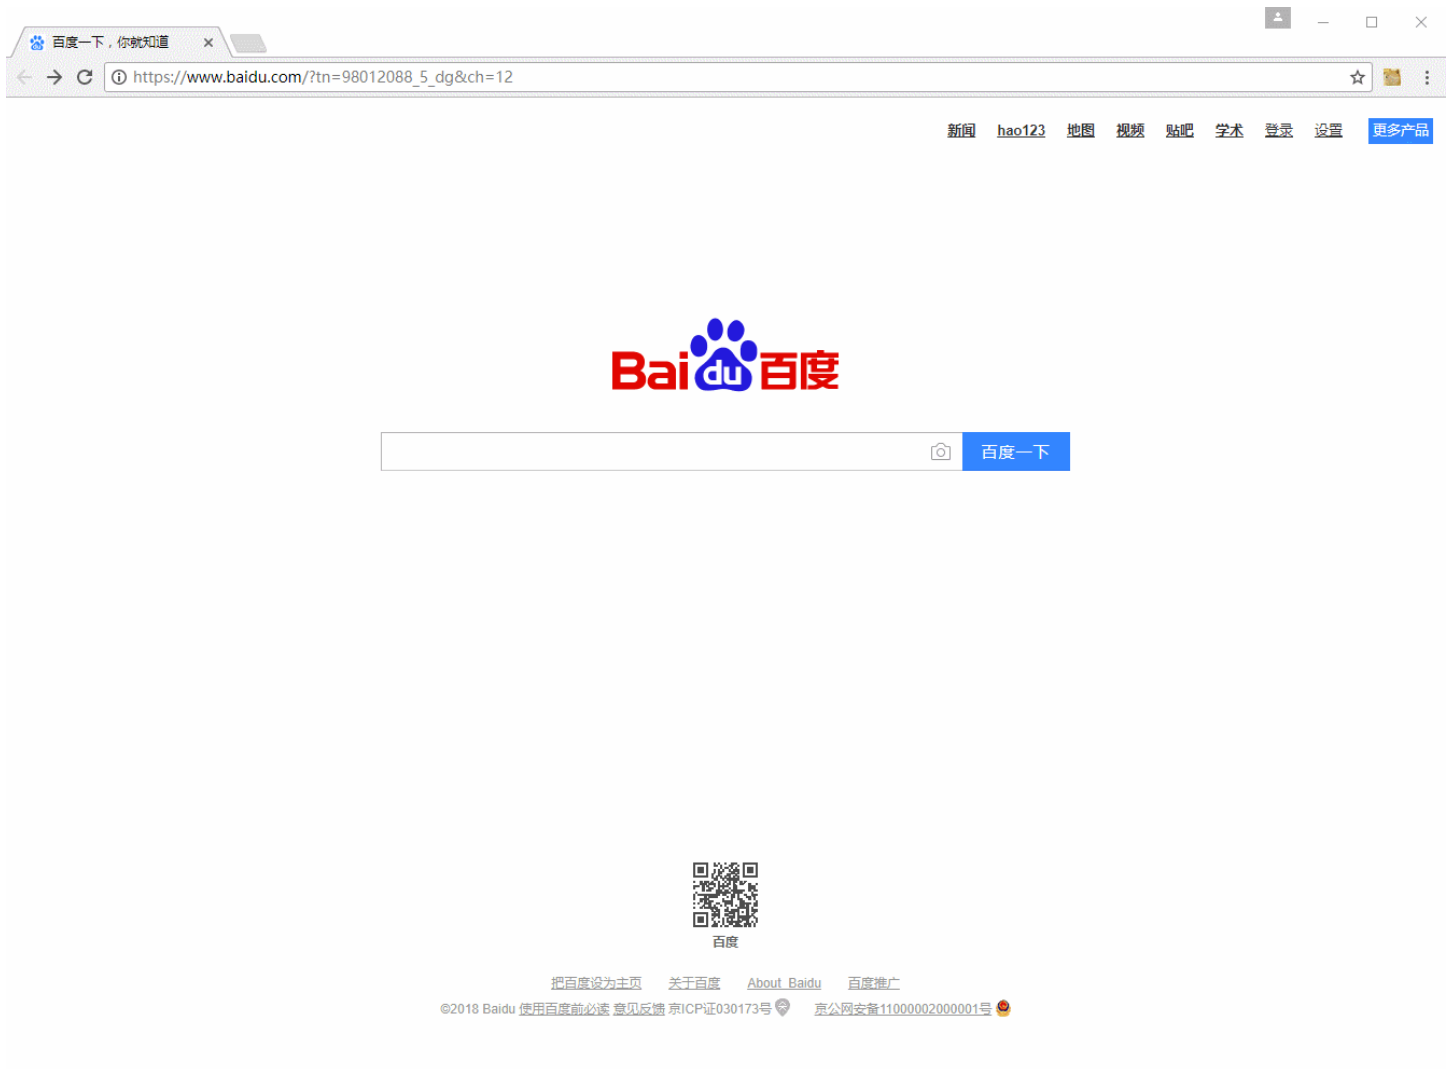 百度一下，你就知道
https://www.baidu.com/?tn=98012088_5_dg&ch=12
新闻 hao123 地图 视频 贴吧 学术 登录 设置 更多产品
Bai du 百度
百度一下
百度
把百度设为主页 关于百度 About Baidu 百度推广
©2018 Baidu 使用百度前必读 意见反馈 京ICP证030173号 京公网安备11000002000001号